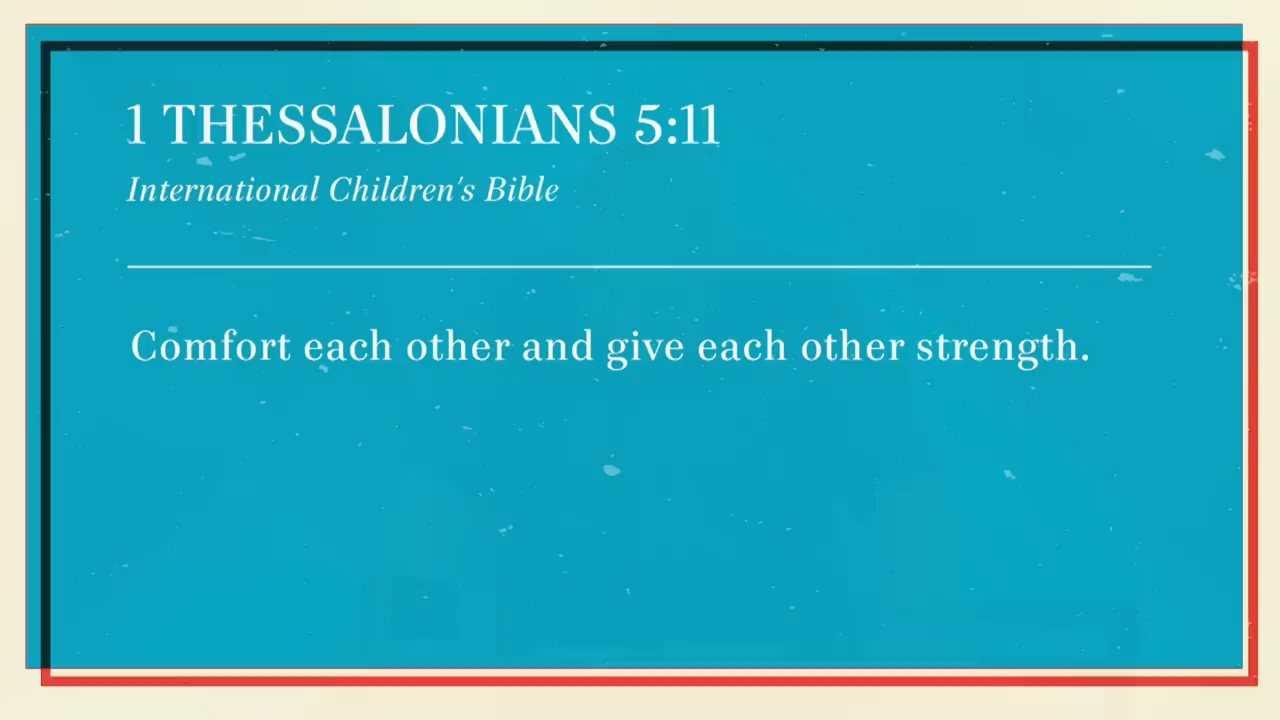 1 THESSALONIANS 5:11
International Children's Bible
Comfort each other and give each other strength.